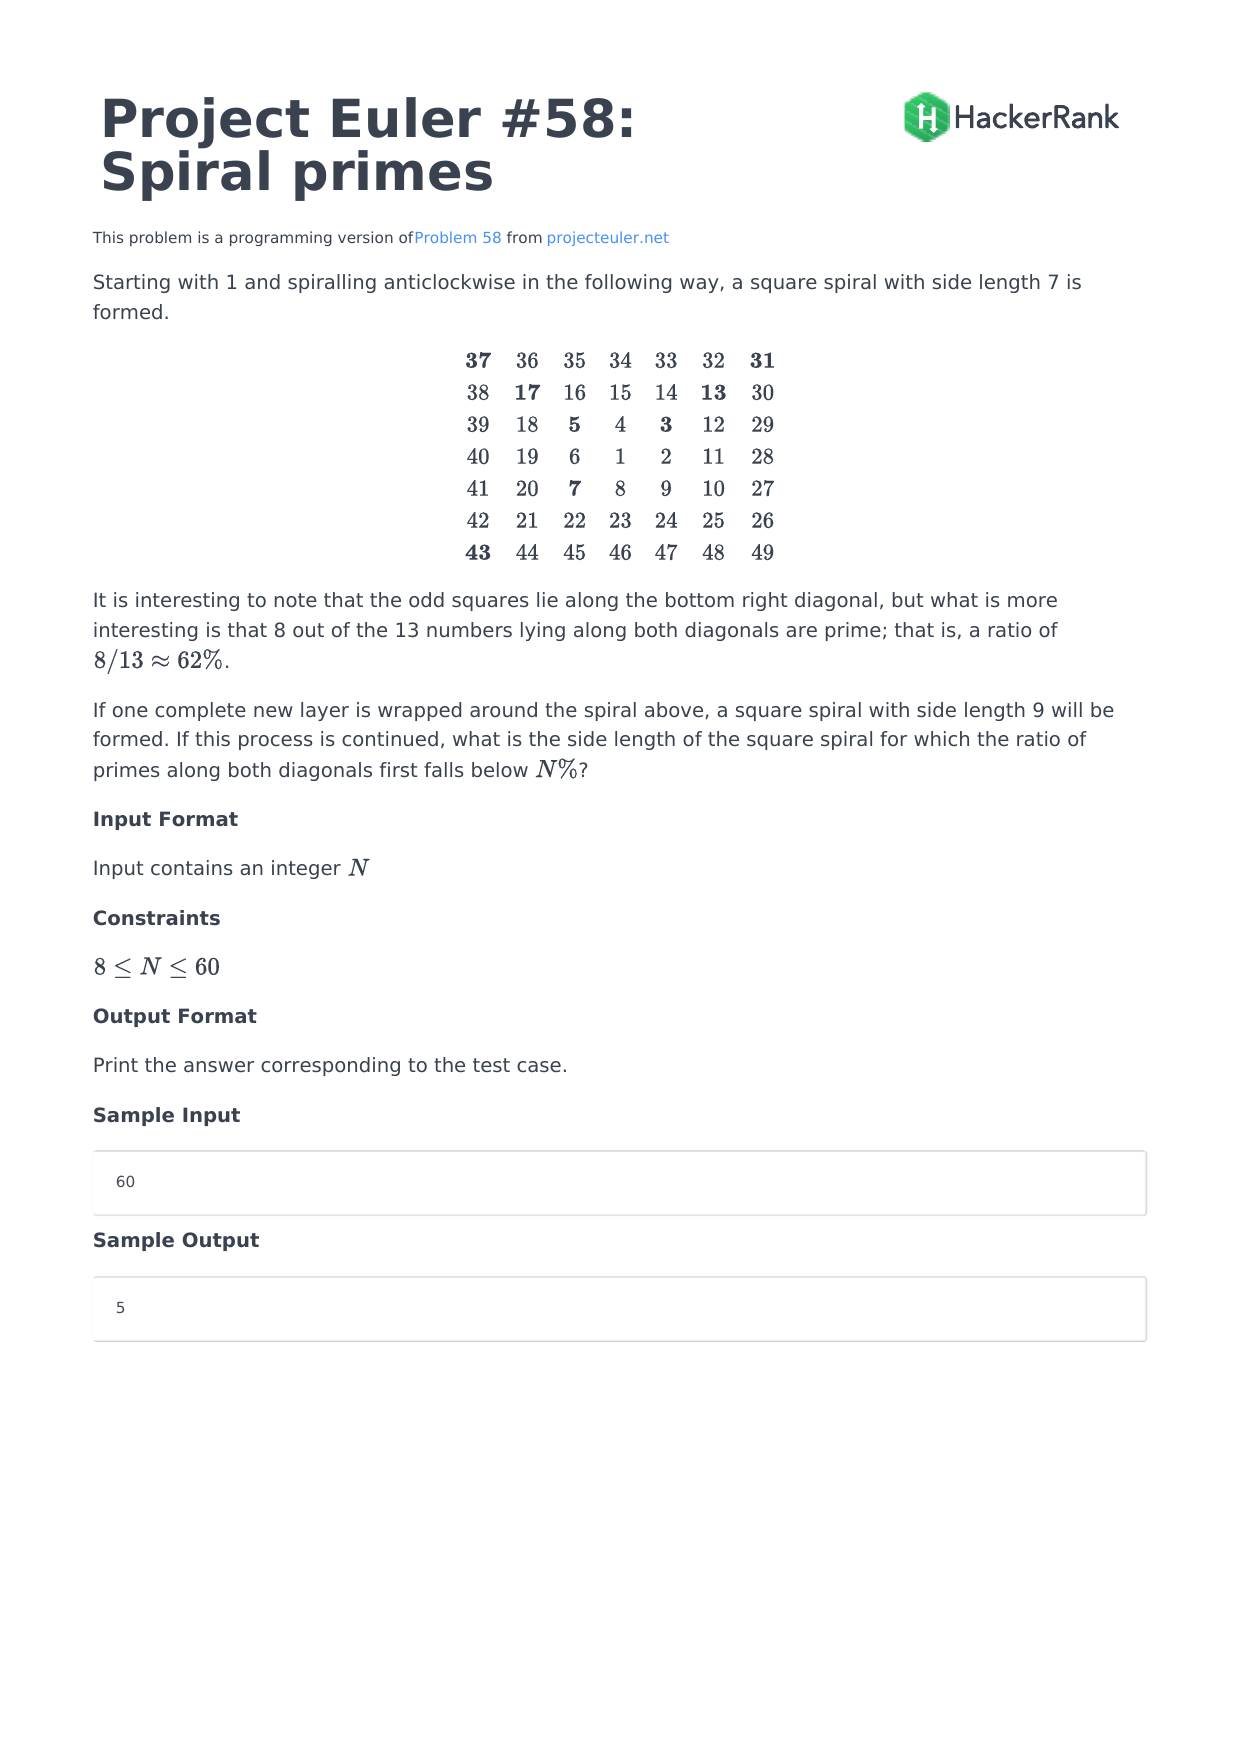 Project Euler #58:
Spiral primes
HackerRank
This problem is a programming version ofProblem 58 from projecteuler.net
Starting with 1 and spiralling anticlockwise in the following way, a square spiral with side length 7 is
formed.
37 36 35 34 33 32 31
38 17 16 15 14 13 30
39 18 5 4 3 12 29
40 19 6 1 2 11 28
41 20 7 8 9 10 27
42 21 22 23 24 25 26
43 44 45 46 47 48 49
It is interesting to note that the odd squares lie along the bottom right diagonal, but what is more
interesting is that 8 out of the 13 numbers lying along both diagonals are prime; that is, a ratio of
8/13 ≈ 62%.
If one complete new layer is wrapped around the spiral above, a square spiral with side length 9 will be
formed. If this process is continued, what is the side length of the square spiral for which the ratio of
primes along both diagonals first falls below N%?
Input Format
Input contains an integer N
Constraints
8 ≤ N ≤ 60
Output Format
Print the answer corresponding to the test case.
Sample Input
60
Sample Output
5